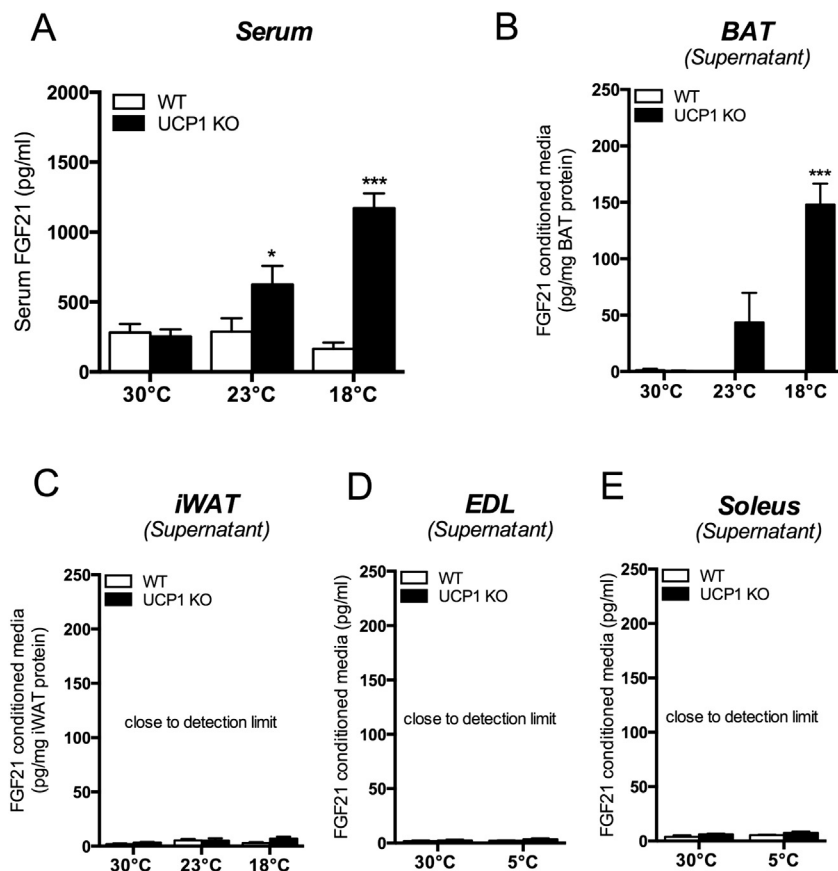 A
Serum
2000
1500
1000
500
0
Serum FGF21 (pg/ml)
WT
UCP1 KO
*
***
30°C 23°C 18°C
B
BAT
(Supernatant)
250
200
150
100
50
0
FGF21 conditioned media
(pg/mg BAT protein)
WT
UCP1 KO
***
30°C 23°C 18°C
C
iWAT
(Supernatant)
250
200
150
100
50
0
FGF21 conditioned media
(pg/mg iWAT protein)
WT
UCP1 KO
close to detection limit
30°C 23°C 18°C
D
EDL
(Supernatant)
250
200
150
100
50
0
FGF21 conditioned media (pg/ml)
WT
UCP1 KO
close to detection limit
30°C 5°C
E
Soleus
(Supernatant)
250
200
150
100
50
0
FGF21 conditioned media (pg/ml)
WT
UCP1 KO
close to detection limit
30°C 5°C